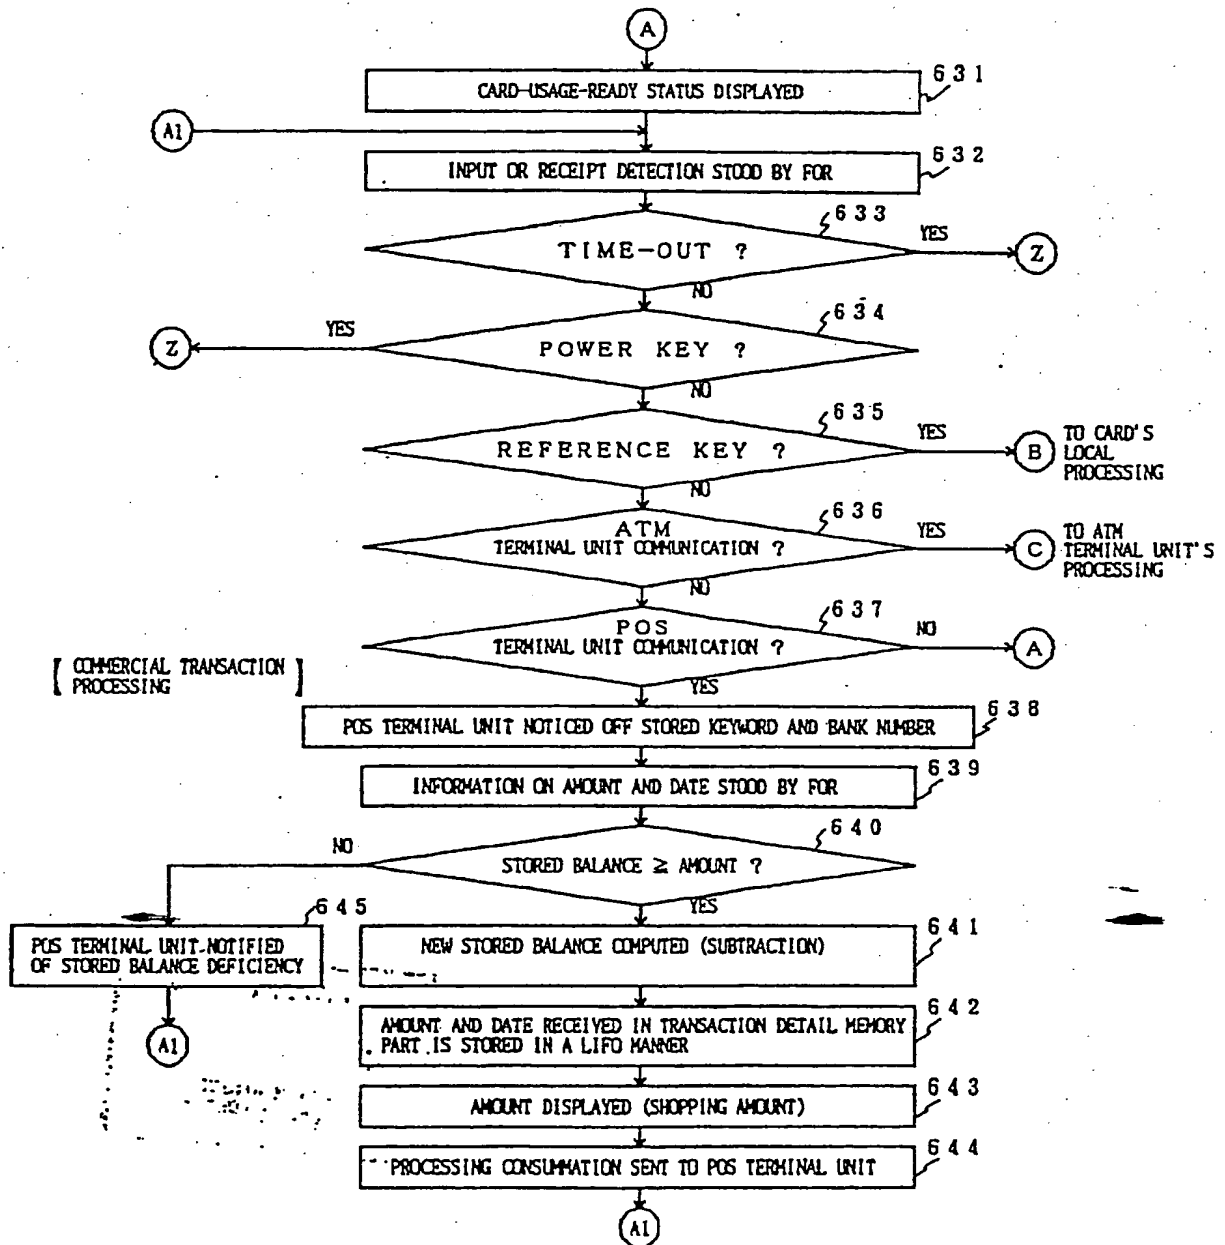 A
631
CARD-USAGE-READY STATUS DISPLAYED
A1
632
INPUT OR RECEIPT DETECTION STOOD BY FOR
633
TIME-OUT ?
YES
Z
NO
634
YES
Z
POWER KEY ?
NO
635
REFERENCE KEY ?
YES
B
TO CARD'S
LOCAL
PROCESSING
NO
636
ATM
TERMINAL UNIT COMMUNICATION ?
YES
C
TO ATM
TERMINAL UNIT'S
PROCESSING
NO
637
POS
TERMINAL UNIT COMMUNICATION ?
NO
A
YES
[ COMMERCIAL TRANSACTION
PROCESSING ]
638
POS TERMINAL UNIT NOTICED OFF STORED KEYWORD AND BANK NUMBER
639
INFORMATION ON AMOUNT AND DATE STOOD BY FOR
640
NO
STORED BALANCE ≧ AMOUNT ?
YES
645
POS TERMINAL UNIT NOTIFIED
OF STORED BALANCE DEFICIENCY
A1
641
NEW STORED BALANCE COMPUTED (SUBTRACTION)
642
AMOUNT AND DATE RECEIVED IN TRANSACTION DETAIL MEMORY
PART IS STORED IN A LIFO MANNER
643
AMOUNT DISPLAYED (SHOPPING AMOUNT)
644
PROCESSING CONSUMMATION SENT TO POS TERMINAL UNIT
A1